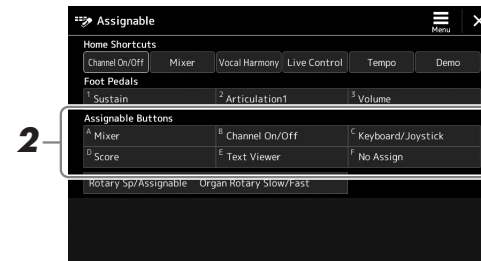 Assignable
Menu
Home Shortcuts
Channel On/Off Mixer Vocal Harmony Live Control Tempo Demo
Foot Pedals
1 Sustain 2 Articulation1 3 Volume
Assignable Buttons
2
A Mixer B Channel On/Off C Keyboard/Joystick
D Score E Text Viewer F No Assign
Rotary Sp/Assignable Organ Rotary Slow/Fast